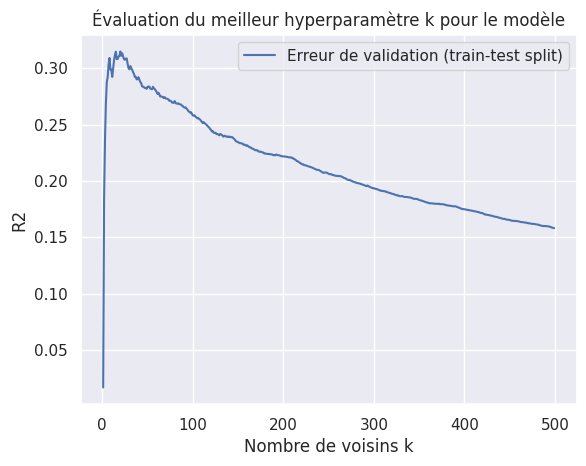 Évaluation du meilleur hyperparamètre k pour le modèle
Erreur de validation (train-test split)
0.30
0.25
0.20
0.15
0.10
0.05
R2
0 100 200 300 400 500
Nombre de voisins k